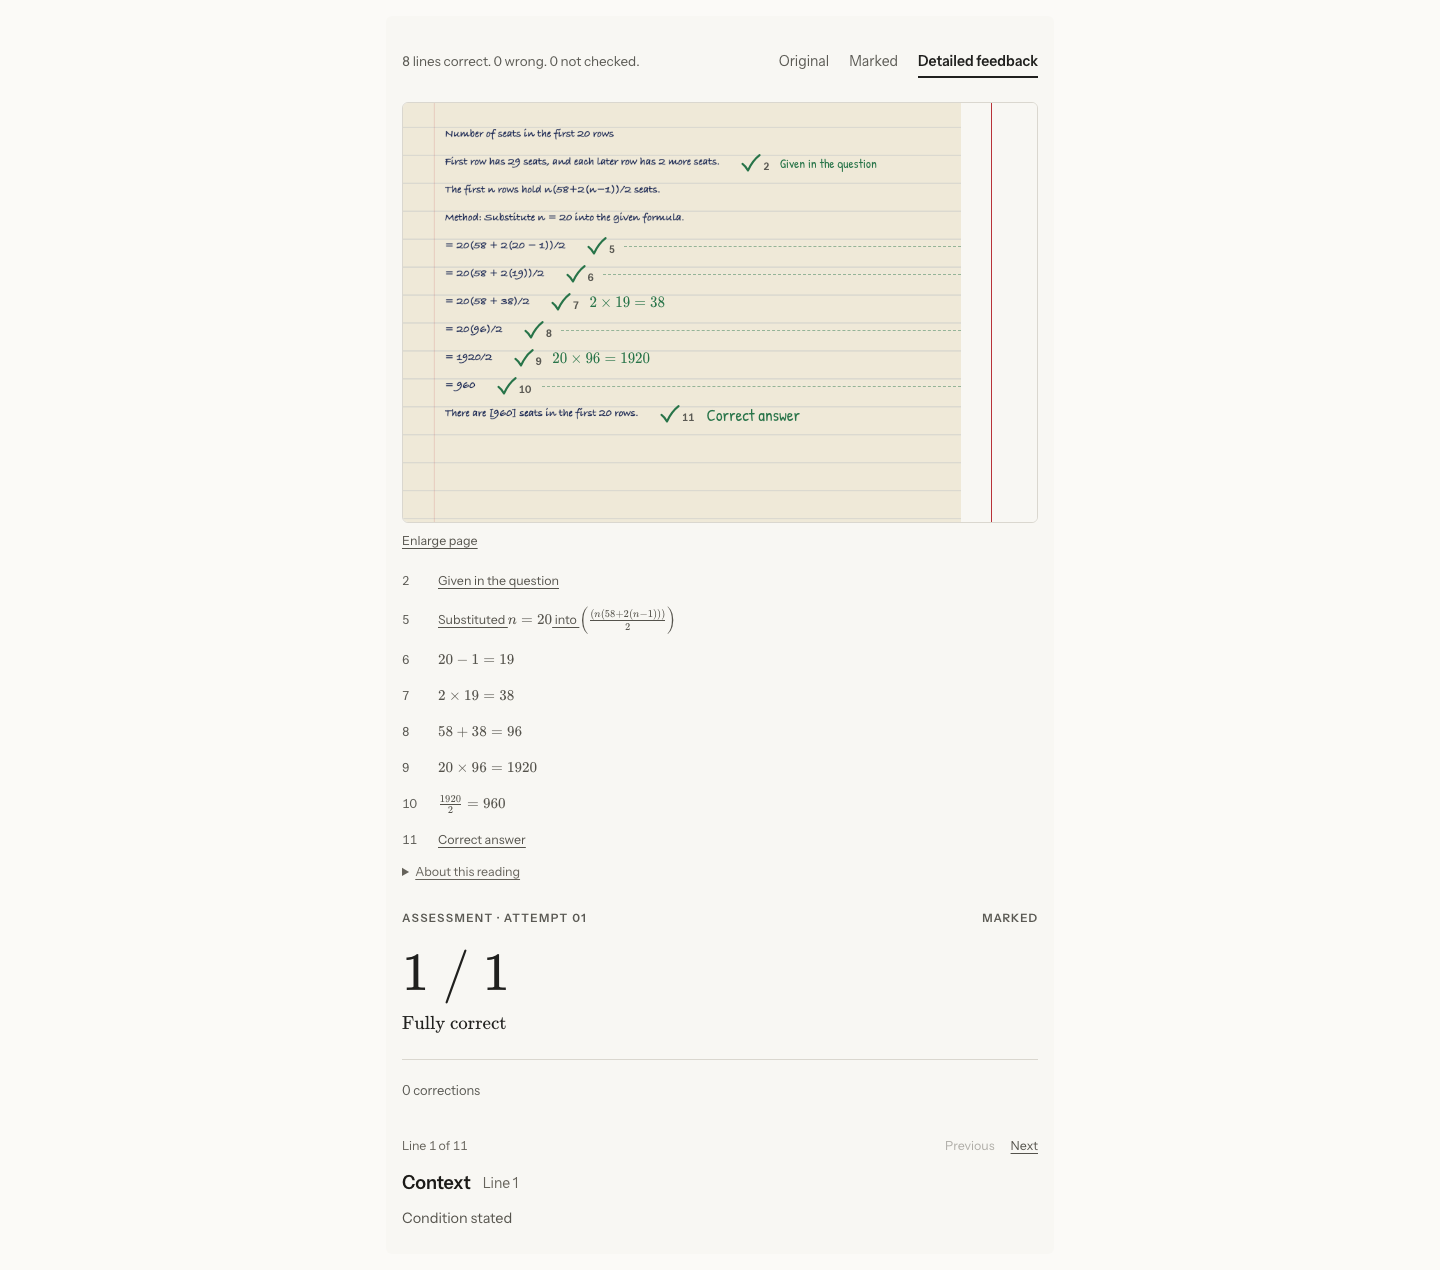 8 lines correct. 0 wrong. 0 not checked.
Original Marked Detailed feedback
Number of seats in the first 20 rows
First row has 29 seats, and each later row has 2 more seats. ✓ 2 Given in the question
The first n rows hold n(58+2(n−1))/2 seats.
Method: Substitute n = 20 into the given formula.
= 20(58 + 2(20 − 1))/2 ✓ 5
= 20(58 + 2(19))/2 ✓ 6
= 20(58 + 38)/2 ✓ 7 2 × 19 = 38
= 20(96)/2 ✓ 8
= 1920/2 ✓ 9 20 × 96 = 1920
= 960 ✓ 10
There are [960] seats in the first 20 rows. ✓ 11 Correct answer
Enlarge page
2 Given in the question
5 Substituted n = 20 into ((n(58+2(n−1)))/2)
6 20 − 1 = 19
7 2 × 19 = 38
8 58 + 38 = 96
9 20 × 96 = 1920
10 1920/2 = 960
11 Correct answer
▶ About this reading
ASSESSMENT · ATTEMPT 01 MARKED
1 / 1
Fully correct
0 corrections
Line 1 of 11 Previous Next
Context Line 1
Condition stated